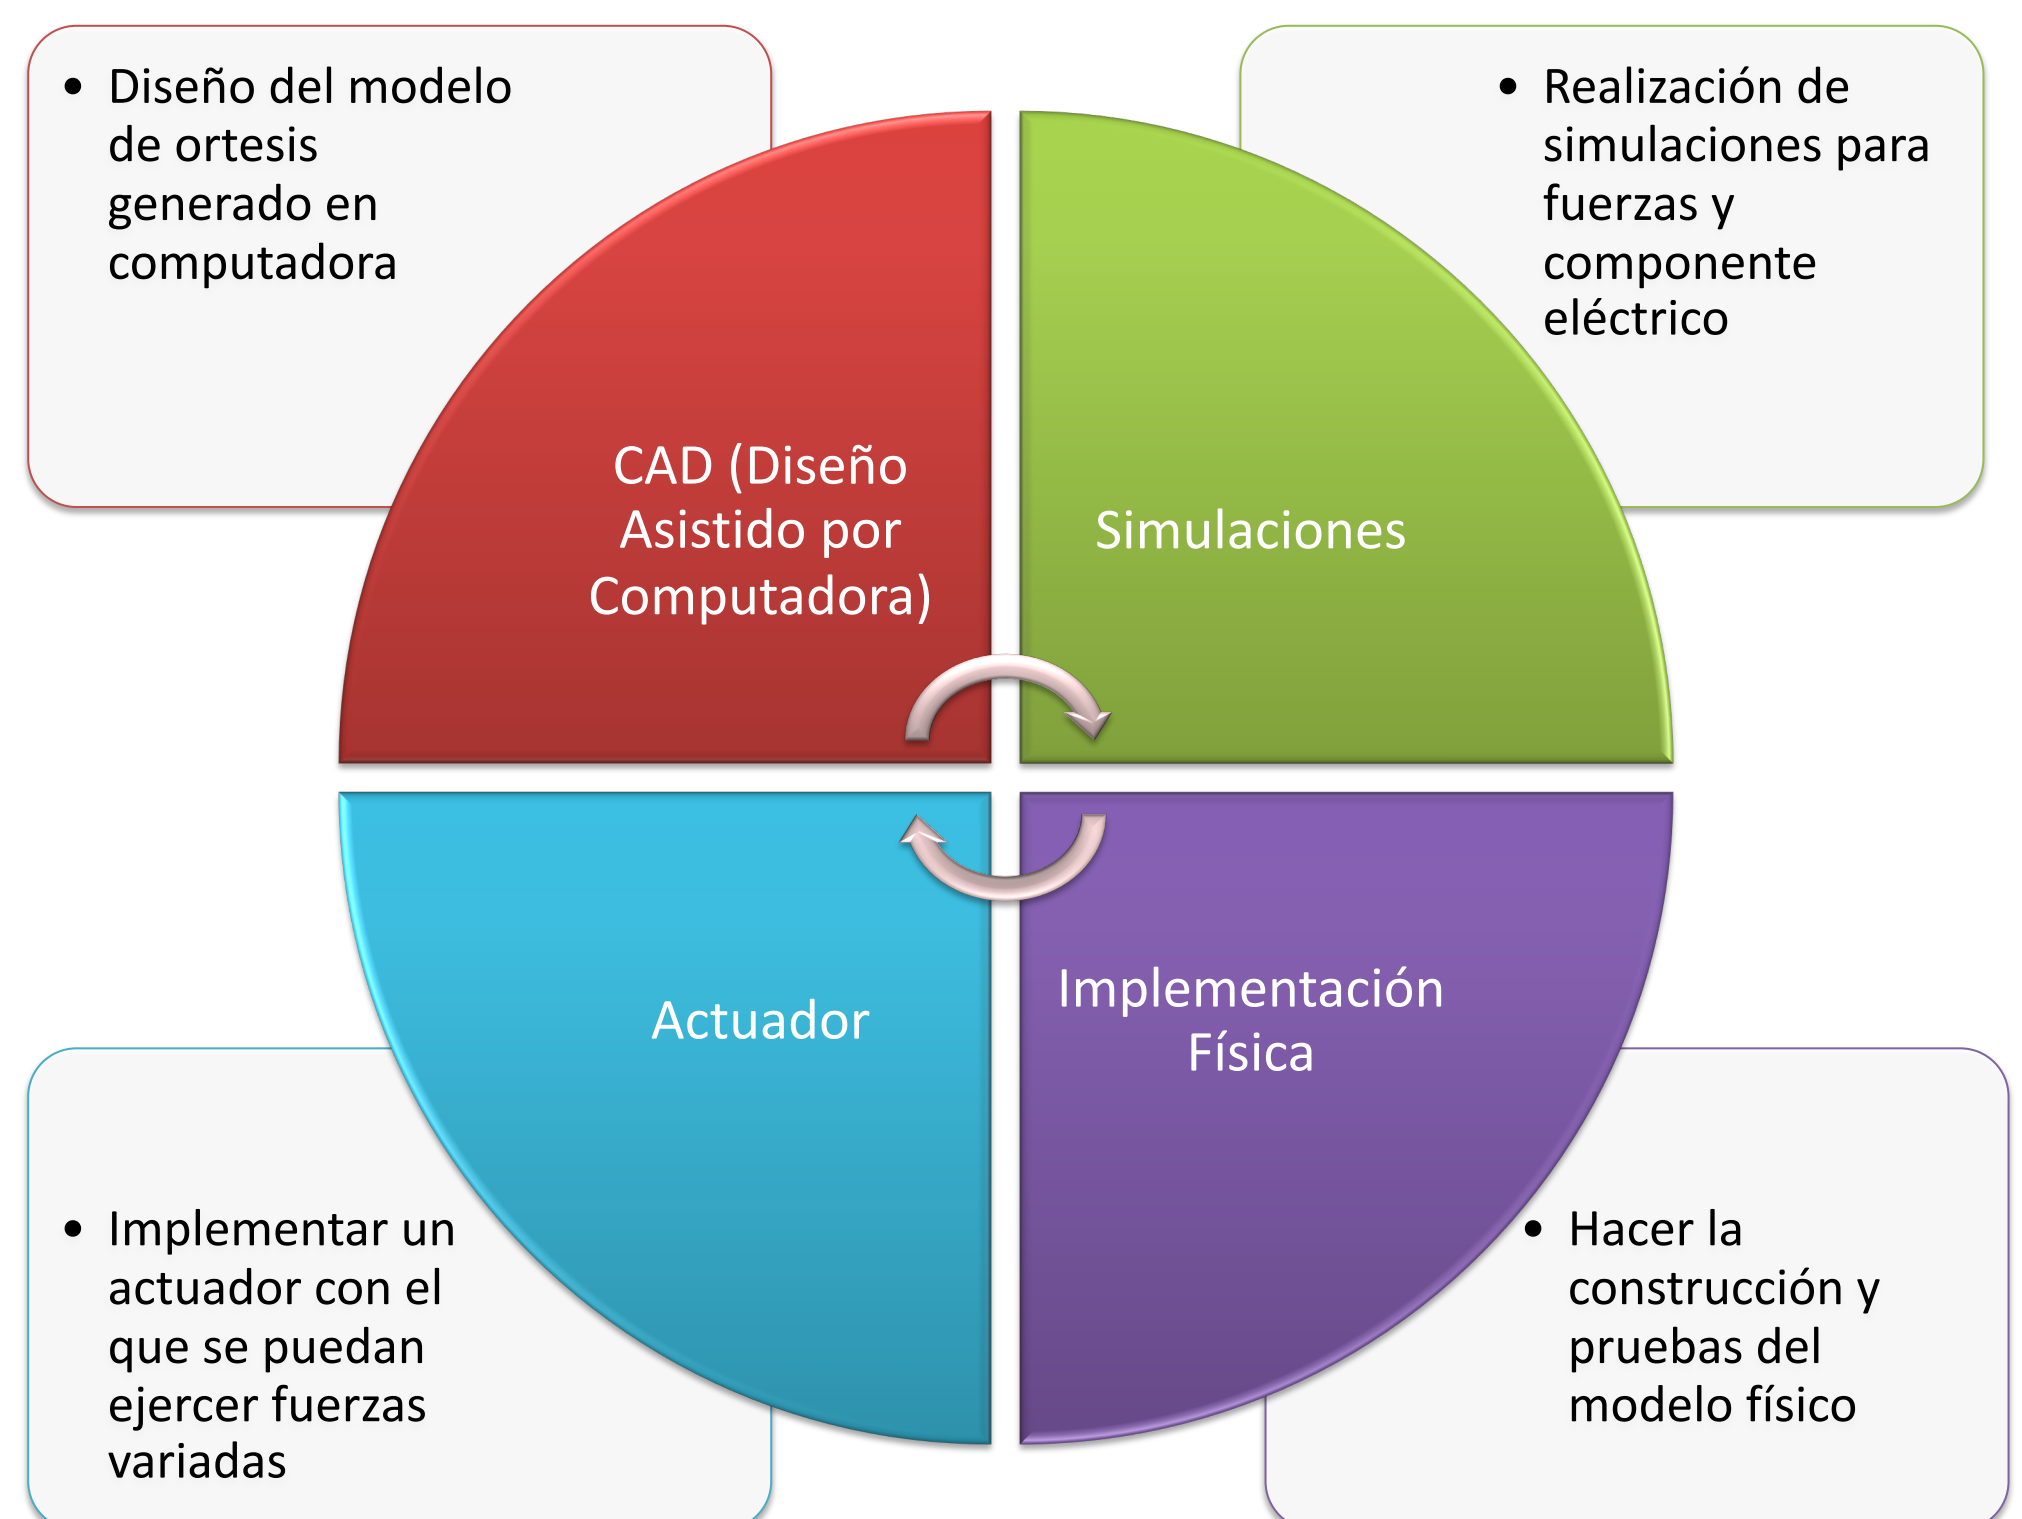 • Diseño del modelo
de ortesis
generado en
computadora
• Realización de
simulaciones para
fuerzas y
componente
eléctrico
CAD (Diseño
Asistido por
Computadora)
Simulaciones
Actuador
Implementación
Física
• Implementar un
actuador con el
que se puedan
ejercer fuerzas
variadas
• Hacer la
construcción y
pruebas del
modelo físico